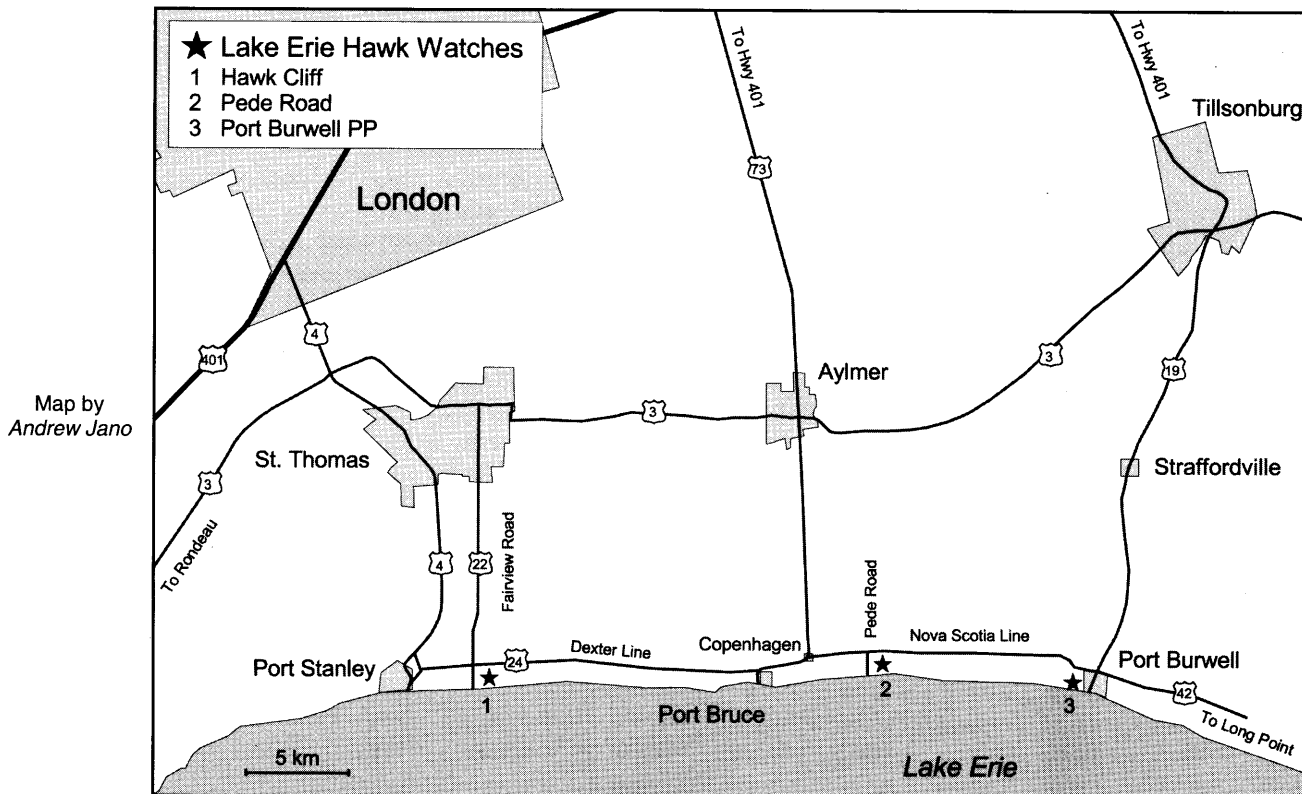 ★ Lake Erie Hawk Watches
1 Hawk Cliff
2 Pede Road
3 Port Burwell PP
To Hwy 401
To Hwy 401
Tillsonburg
73
London
4
401
3
19
Aylmer
Map by
Andrew Jano
3
St. Thomas
Straffordville
3
To Rondeau
4
22
Fairview Road
Pede Road
Copenhagen
Nova Scotia Line
Dexter Line
24
Port Stanley
Port Burwell
1
2
3
42
To Long Point
Port Bruce
5 km
Lake Erie